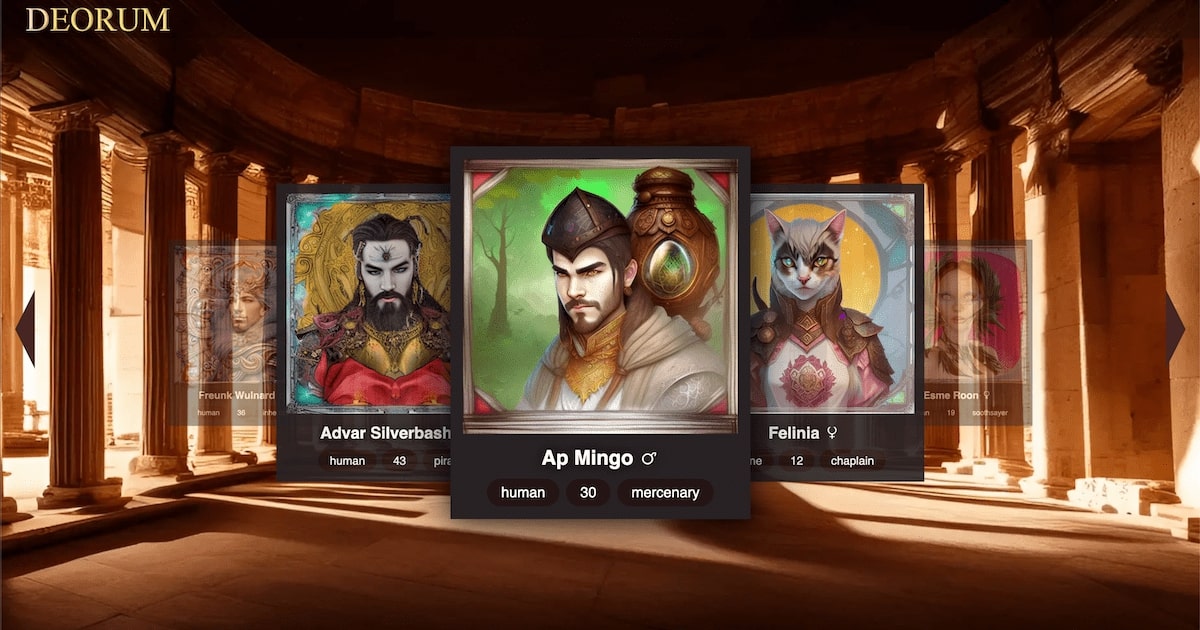 DEORUM
Freunk Wulnard
human 36
Advar Silverbash
human 43
Ap Mingo ♂
human 30 mercenary
Felinia ♀
12 chaplain
Esme Roon ♀
19 soothsayer